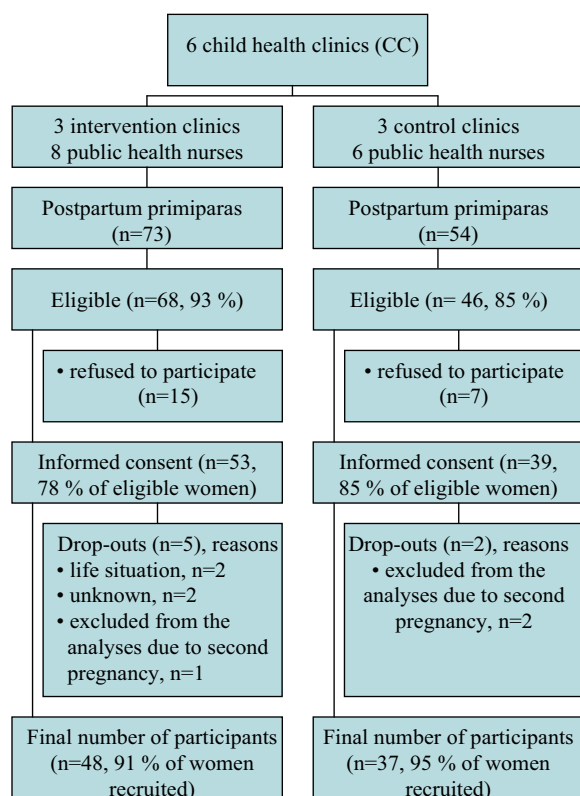 6 child health clinics (CC)
3 intervention clinics
8 public health nurses
Postpartum primiparas
(n=73)
Eligible (n=68, 93 %)
• refused to participate
(n=15)
Informed consent (n=53,
78 % of eligible women)
Drop-outs (n=5), reasons
• life situation, n=2
• unknown, n=2
• excluded from the
analyses due to second
pregnancy, n=1
Final number of participants
(n=48, 91 % of women
recruited)
3 control clinics
6 public health nurses
Postpartum primiparas
(n=54)
Eligible (n= 46, 85 %)
• refused to participate
(n=7)
Informed consent (n=39,
85 % of eligible women)
Drop-outs (n=2), reasons
• excluded from the
analyses due to second
pregnancy, n=2
Final number of participants
(n=37, 95 % of women
recruited)